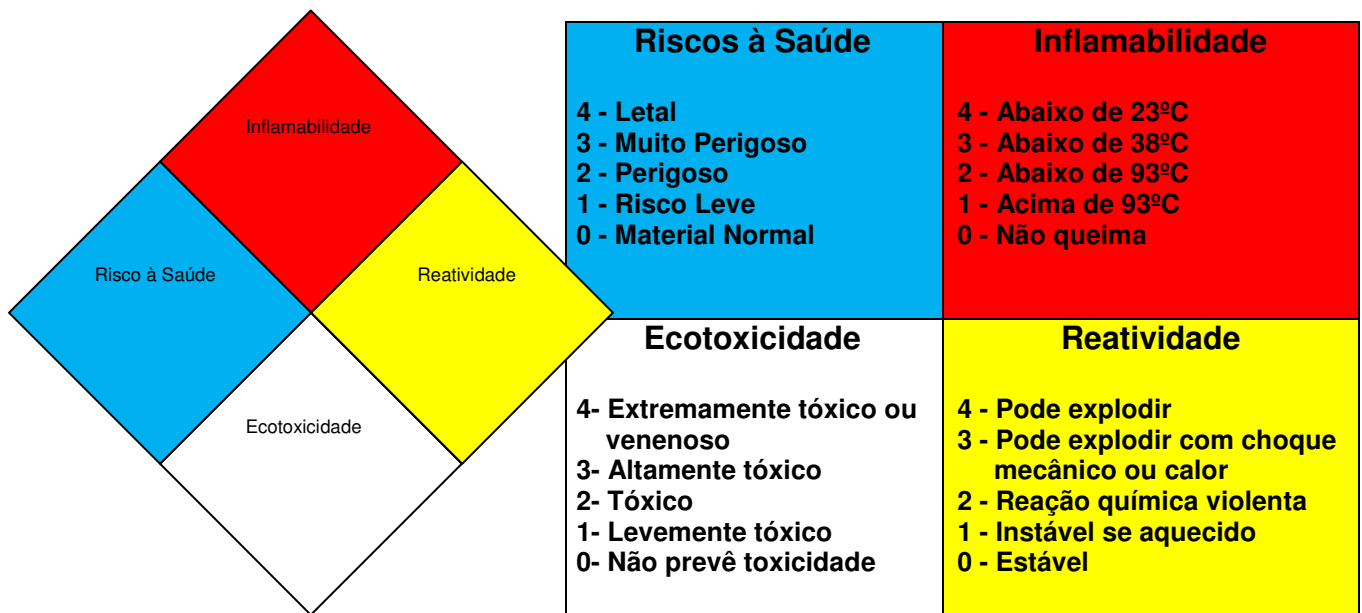 Inflamabilidade
Risco à Saúde
Reatividade
Ecotoxicidade
Riscos à Saúde
4 - Letal
3 - Muito Perigoso
2 - Perigoso
1 - Risco Leve
0 - Material Normal
Inflamabilidade
4 - Abaixo de 23ºC
3 - Abaixo de 38ºC
2 - Abaixo de 93ºC
1 - Acima de 93ºC
0 - Não queima
Ecotoxicidade
4- Extremamente tóxico ou
venenoso
3- Altamente tóxico
2- Tóxico
1- Levemente tóxico
0- Não prevê toxicidade
Reatividade
4 - Pode explodir
3 - Pode explodir com choque
mecânico ou calor
2 - Reação química violenta
1 - Instável se aquecido
0 - Estável